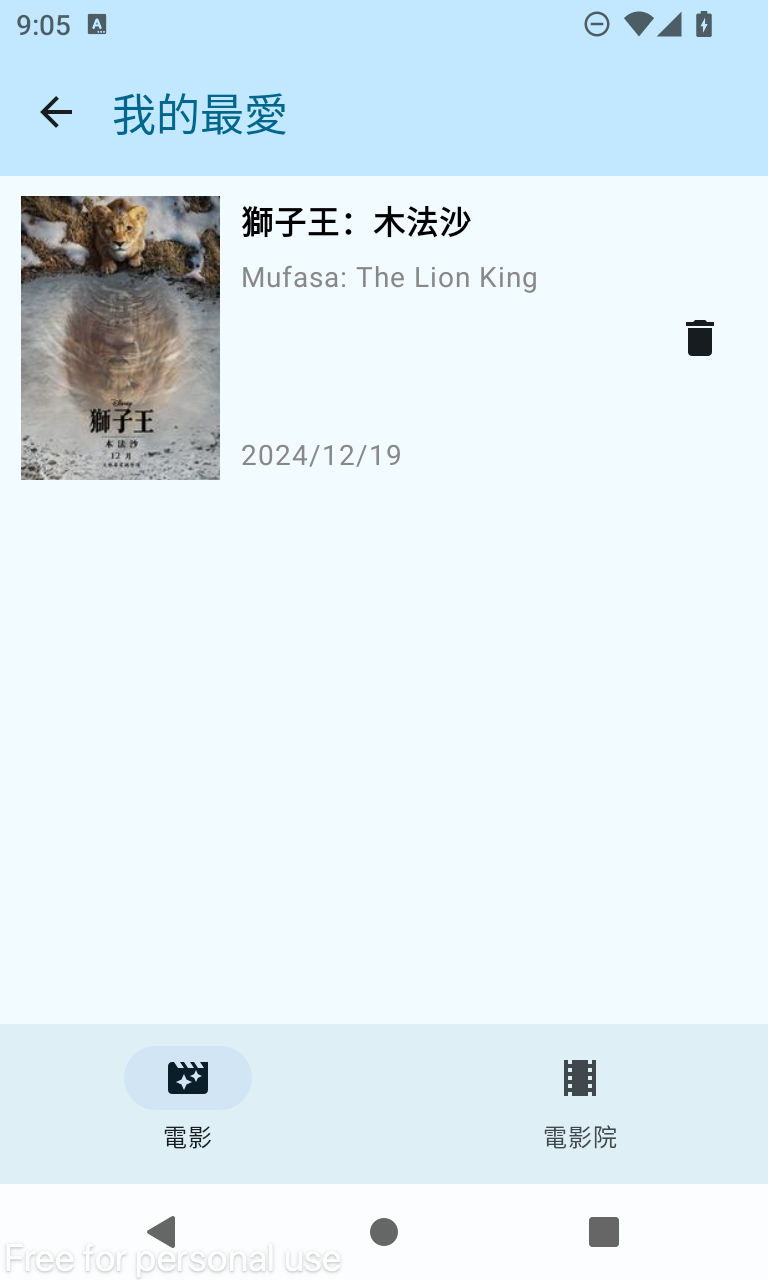 9:05
我的最愛
獅子王：木法沙
Mufasa: The Lion King
2024/12/19
Disney
獅子王
木法沙
12月
電影
電影院
Free for personal use